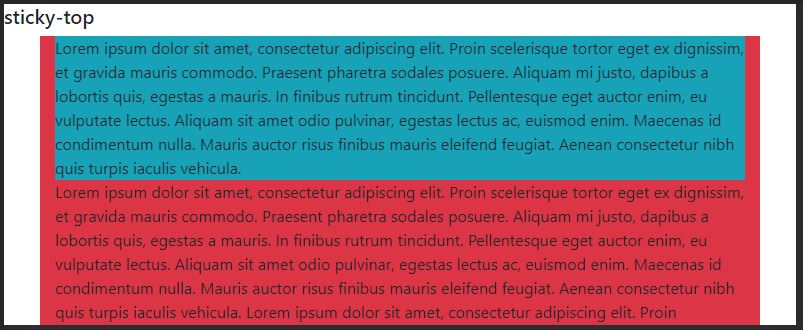 sticky-top
Lorem ipsum dolor sit amet, consectetur adipiscing elit. Proin scelerisque tortor eget ex dignissim,
et gravida mauris commodo. Praesent pharetra sodales posuere. Aliquam mi justo, dapibus a
lobortis quis, egestas a mauris. In finibus rutrum tincidunt. Pellentesque eget auctor enim, eu
vulputate lectus. Aliquam sit amet odio pulvinar, egestas lectus ac, euismod enim. Maecenas id
condimentum nulla. Mauris auctor risus finibus mauris eleifend feugiat. Aenean consectetur nibh
quis turpis iaculis vehicula.
Lorem ipsum dolor sit amet, consectetur adipiscing elit. Proin scelerisque tortor eget ex dignissim,
et gravida mauris commodo. Praesent pharetra sodales posuere. Aliquam mi justo, dapibus a
lobortis quis, egestas a mauris. In finibus rutrum tincidunt. Pellentesque eget auctor enim, eu
vulputate lectus. Aliquam sit amet odio pulvinar, egestas lectus ac, euismod enim. Maecenas id
condimentum nulla. Mauris auctor risus finibus mauris eleifend feugiat. Aenean consectetur nibh
quis turpis iaculis vehicula. Lorem ipsum dolor sit amet, consectetur adipiscing elit. Proin